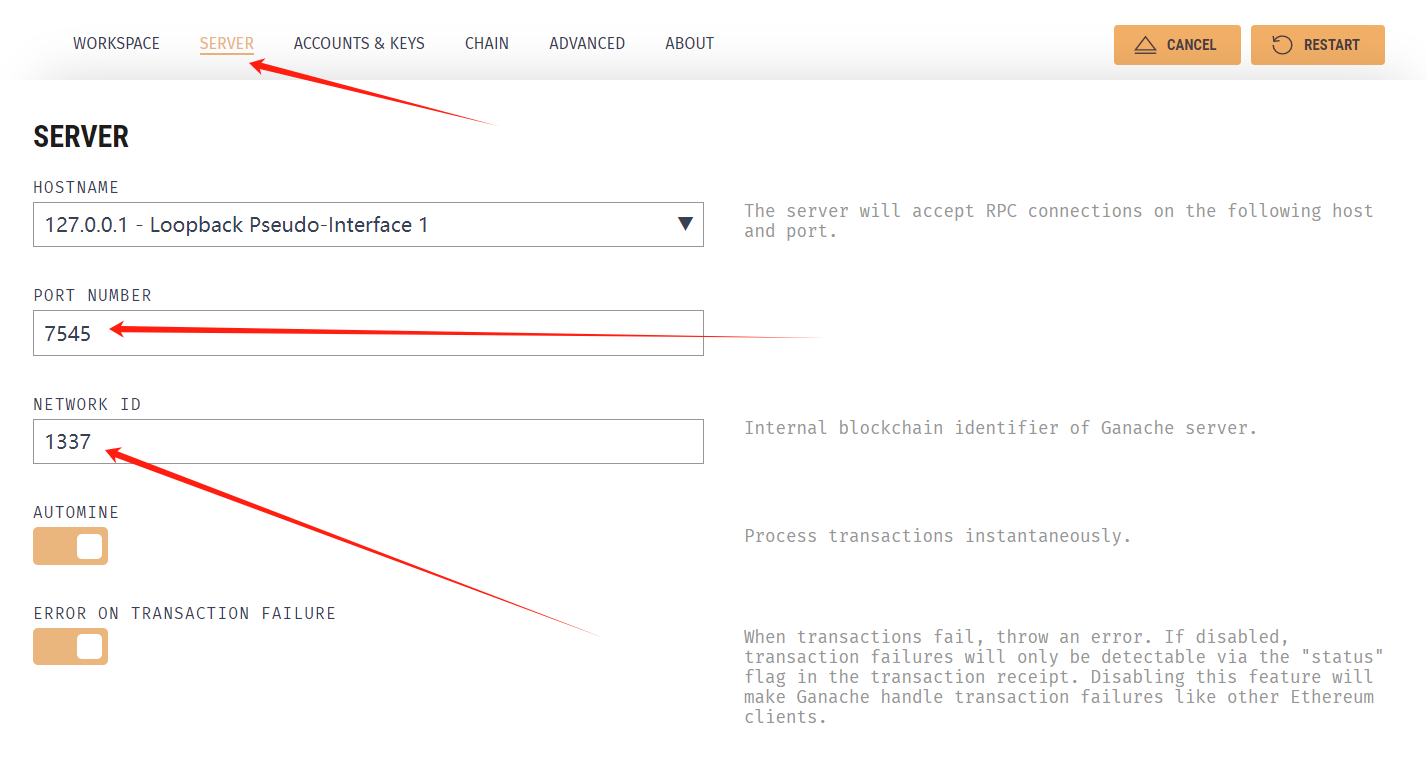 WORKSPACE SERVER ACCOUNTS & KEYS CHAIN ADVANCED ABOUT CANCEL RESTART
SERVER
HOSTNAME
127.0.0.1 - Loopback Pseudo-Interface 1
The server will accept RPC connections on the following host
and port.
PORT NUMBER
7545
NETWORK ID
1337
Internal blockchain identifier of Ganache server.
AUTOMINE
Process transactions instantaneously.
ERROR ON TRANSACTION FAILURE
When transactions fail, throw an error. If disabled,
transaction failures will only be detectable via the "status"
flag in the transaction receipt. Disabling this feature will
make Ganache handle transaction failures like other Ethereum
clients.